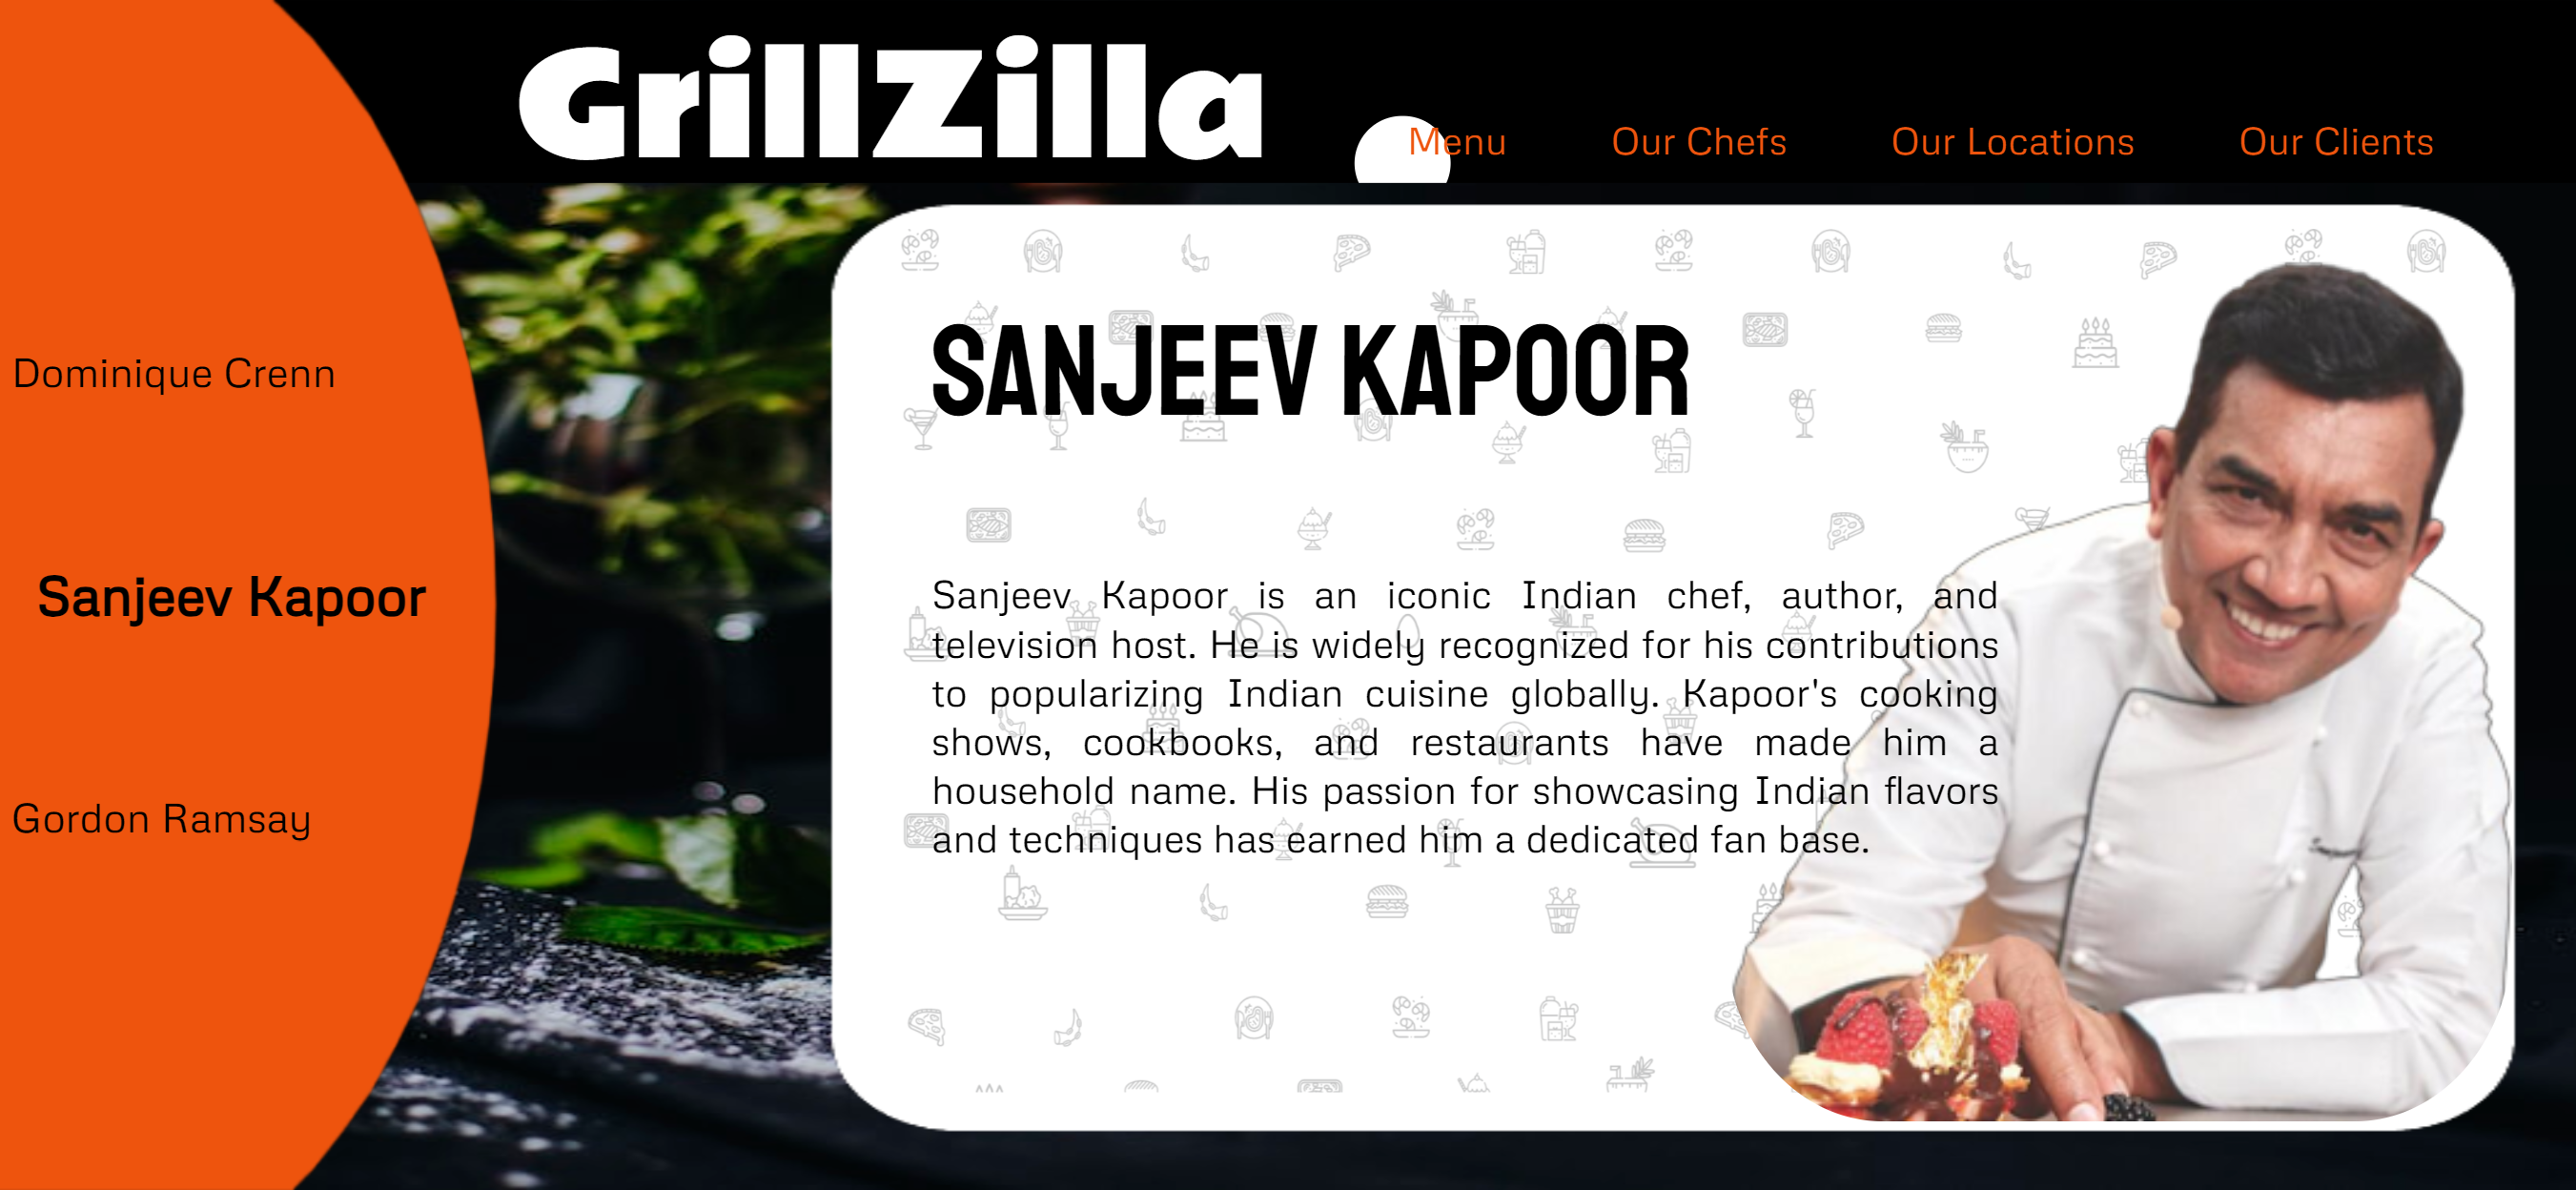 GrillZilla
Menu
Our Chefs
Our Locations
Our Clients
Dominique Crenn
Sanjeev Kapoor
Gordon Ramsay
SANJEEV KAPOOR
Sanjeev Kapoor is an iconic Indian chef, author, and
television host. He is widely recognized for his contributions
to popularizing Indian cuisine globally. Kapoor's cooking
shows, cookbooks, and restaurants have made him a
household name. His passion for showcasing Indian flavors
and techniques has earned him a dedicated fan base.